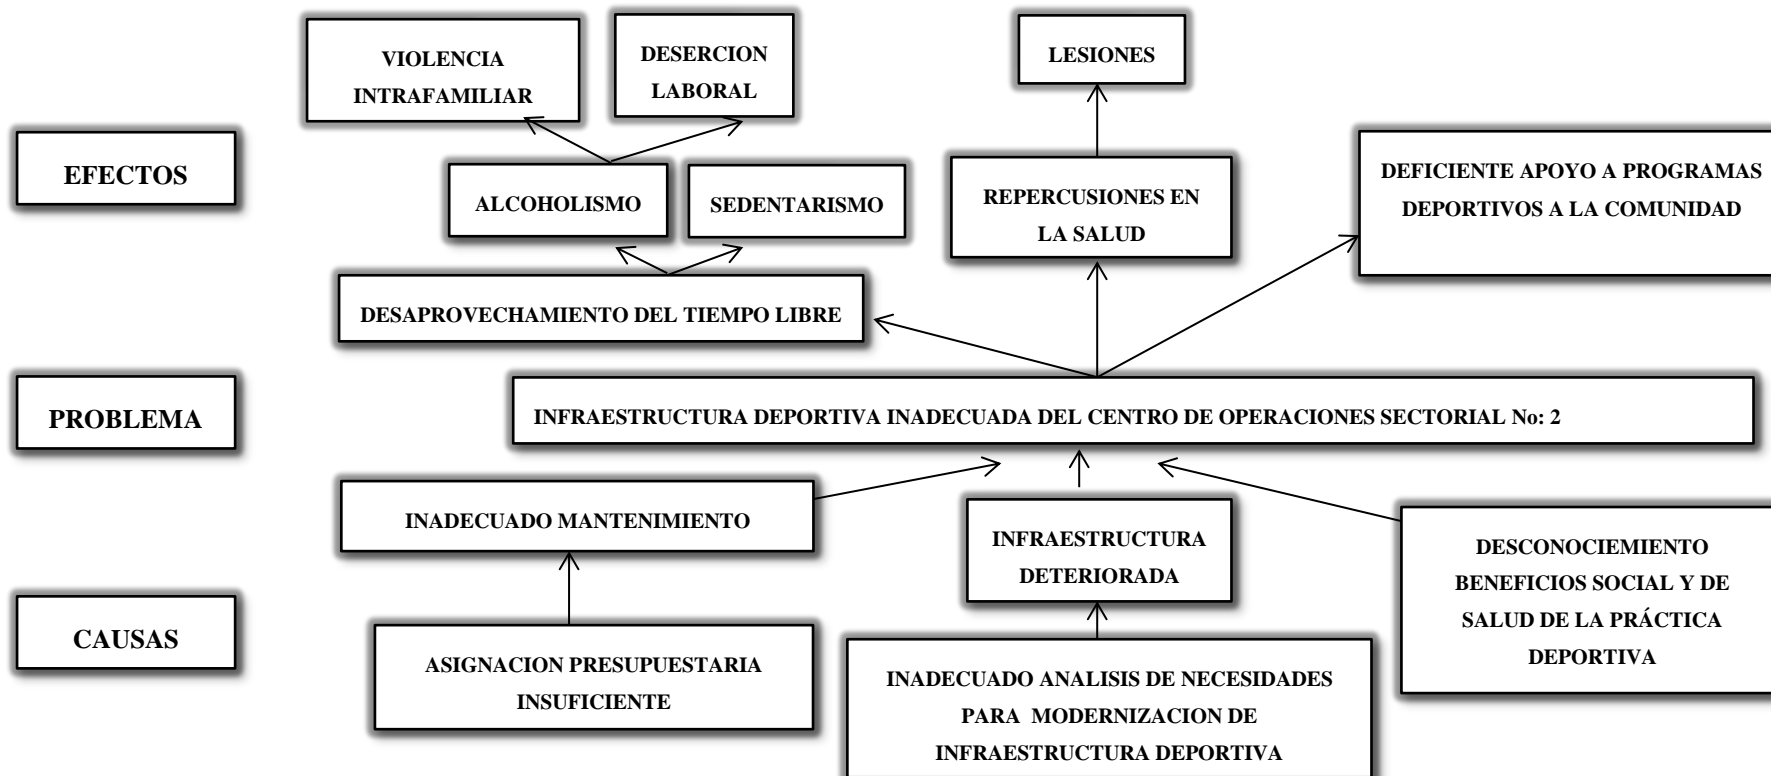 VIOLENCIA
INTRAFAMILIAR
DESERCION
LABORAL
LESIONES
EFECTOS
ALCOHOLISMO
SEDENTARISMO
REPERCUSIONES EN
LA SALUD
DEFICIENTE APOYO A PROGRAMAS
DEPORTIVOS A LA COMUNIDAD
DESAPROVECHAMIENTO DEL TIEMPO LIBRE
PROBLEMA
INFRAESTRUCTURA DEPORTIVA INADECUADA DEL CENTRO DE OPERACIONES SECTORIAL No: 2
INADECUADO MANTENIMIENTO
INFRAESTRUCTURA
DETERIORADA
DESCONOCIEMIENTO
BENEFICIOS SOCIAL Y DE
SALUD DE LA PRÁCTICA
DEPORTIVA
CAUSAS
ASIGNACION PRESUPUESTARIA
INSUFICIENTE
INADECUADO ANALISIS DE NECESIDADES
PARA MODERNIZACION DE
INFRAESTRUCTURA DEPORTIVA